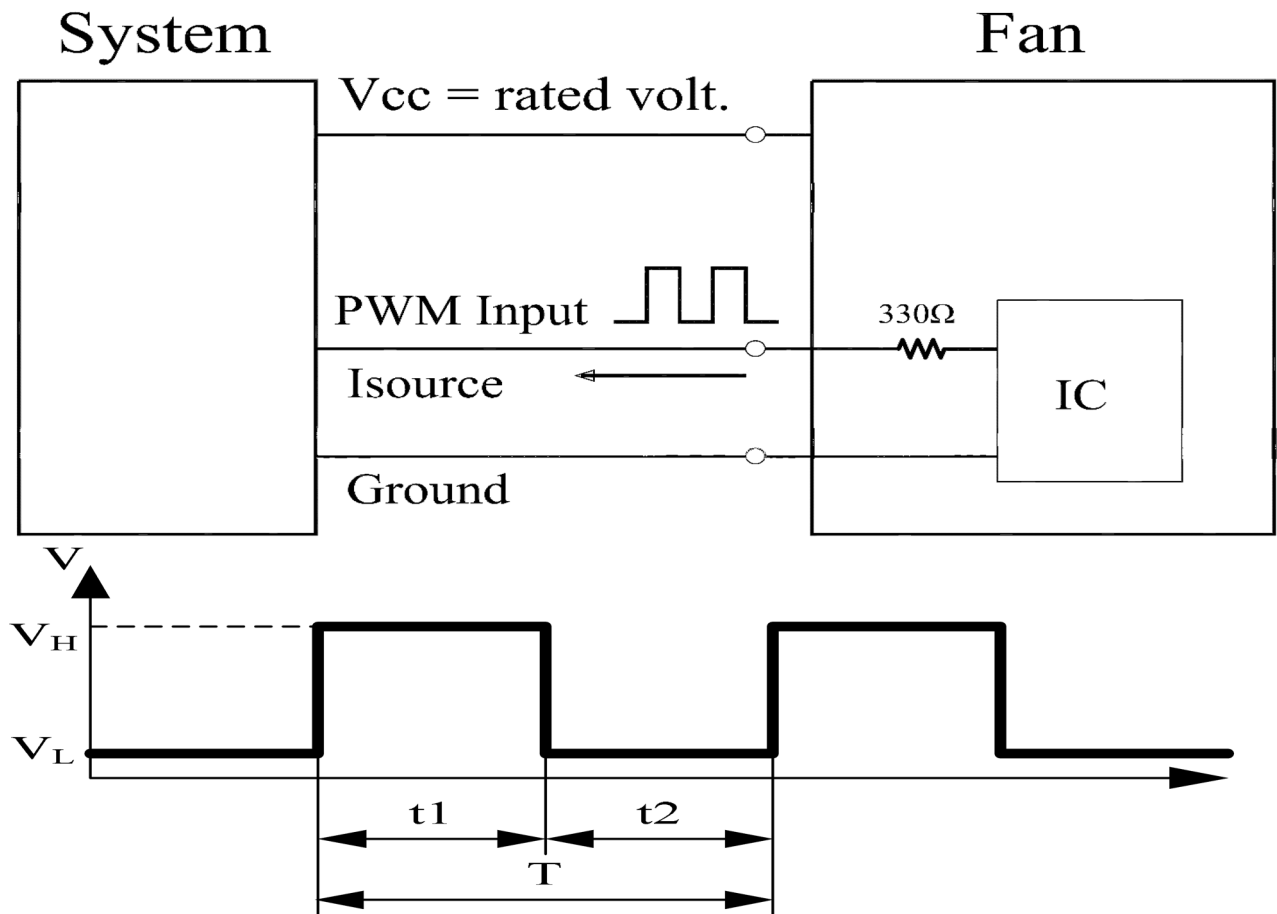 System
Fan
Vcc = rated volt.
PWM Input
330Ω
Isource
IC
Ground
V
VH
VL
t1
t2
T